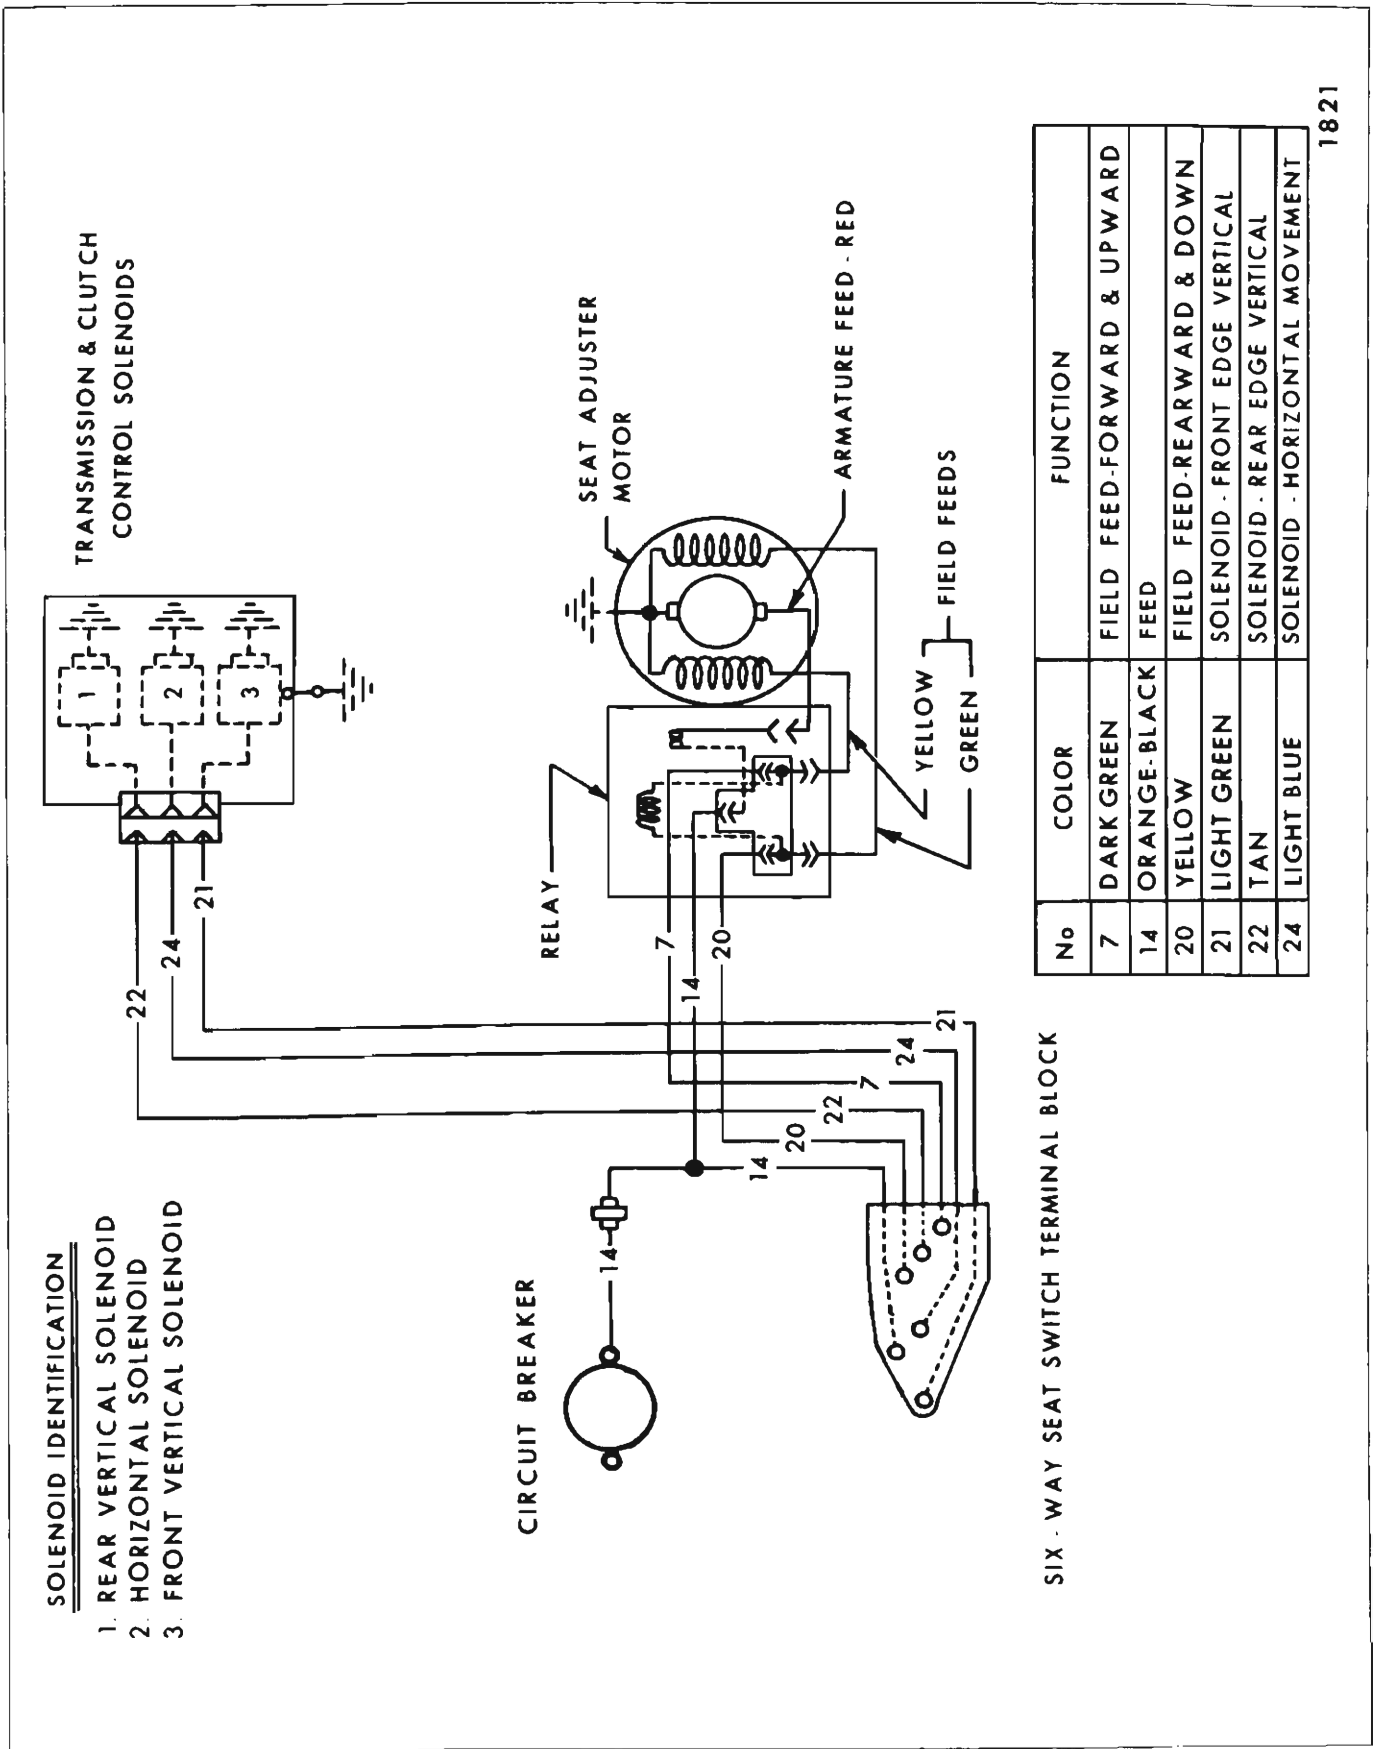 SOLENOID IDENTIFICATION
1. REAR VERTICAL SOLENOID
2. HORIZONTAL SOLENOID
3. FRONT VERTICAL SOLENOID
TRANSMISSION & CLUTCH
CONTROL SOLENOIDS
1
2
3
22
24
21
CIRCUIT BREAKER
14
RELAY
SEAT ADJUSTER
MOTOR
7
14
20
ARMATURE FEED - RED
YELLOW
GREEN
FIELD FEEDS
14
20
22
7
24
21
SIX - WAY SEAT SWITCH TERMINAL BLOCK
No COLOR FUNCTION
7 DARK GREEN FIELD FEED-FORWARD & UPWARD
14 ORANGE-BLACK FEED
20 YELLOW FIELD FEED-REARWARD & DOWN
21 LIGHT GREEN SOLENOID - FRONT EDGE VERTICAL
22 TAN SOLENOID - REAR EDGE VERTICAL
24 LIGHT BLUE SOLENOID - HORIZONTAL MOVEMENT
1821